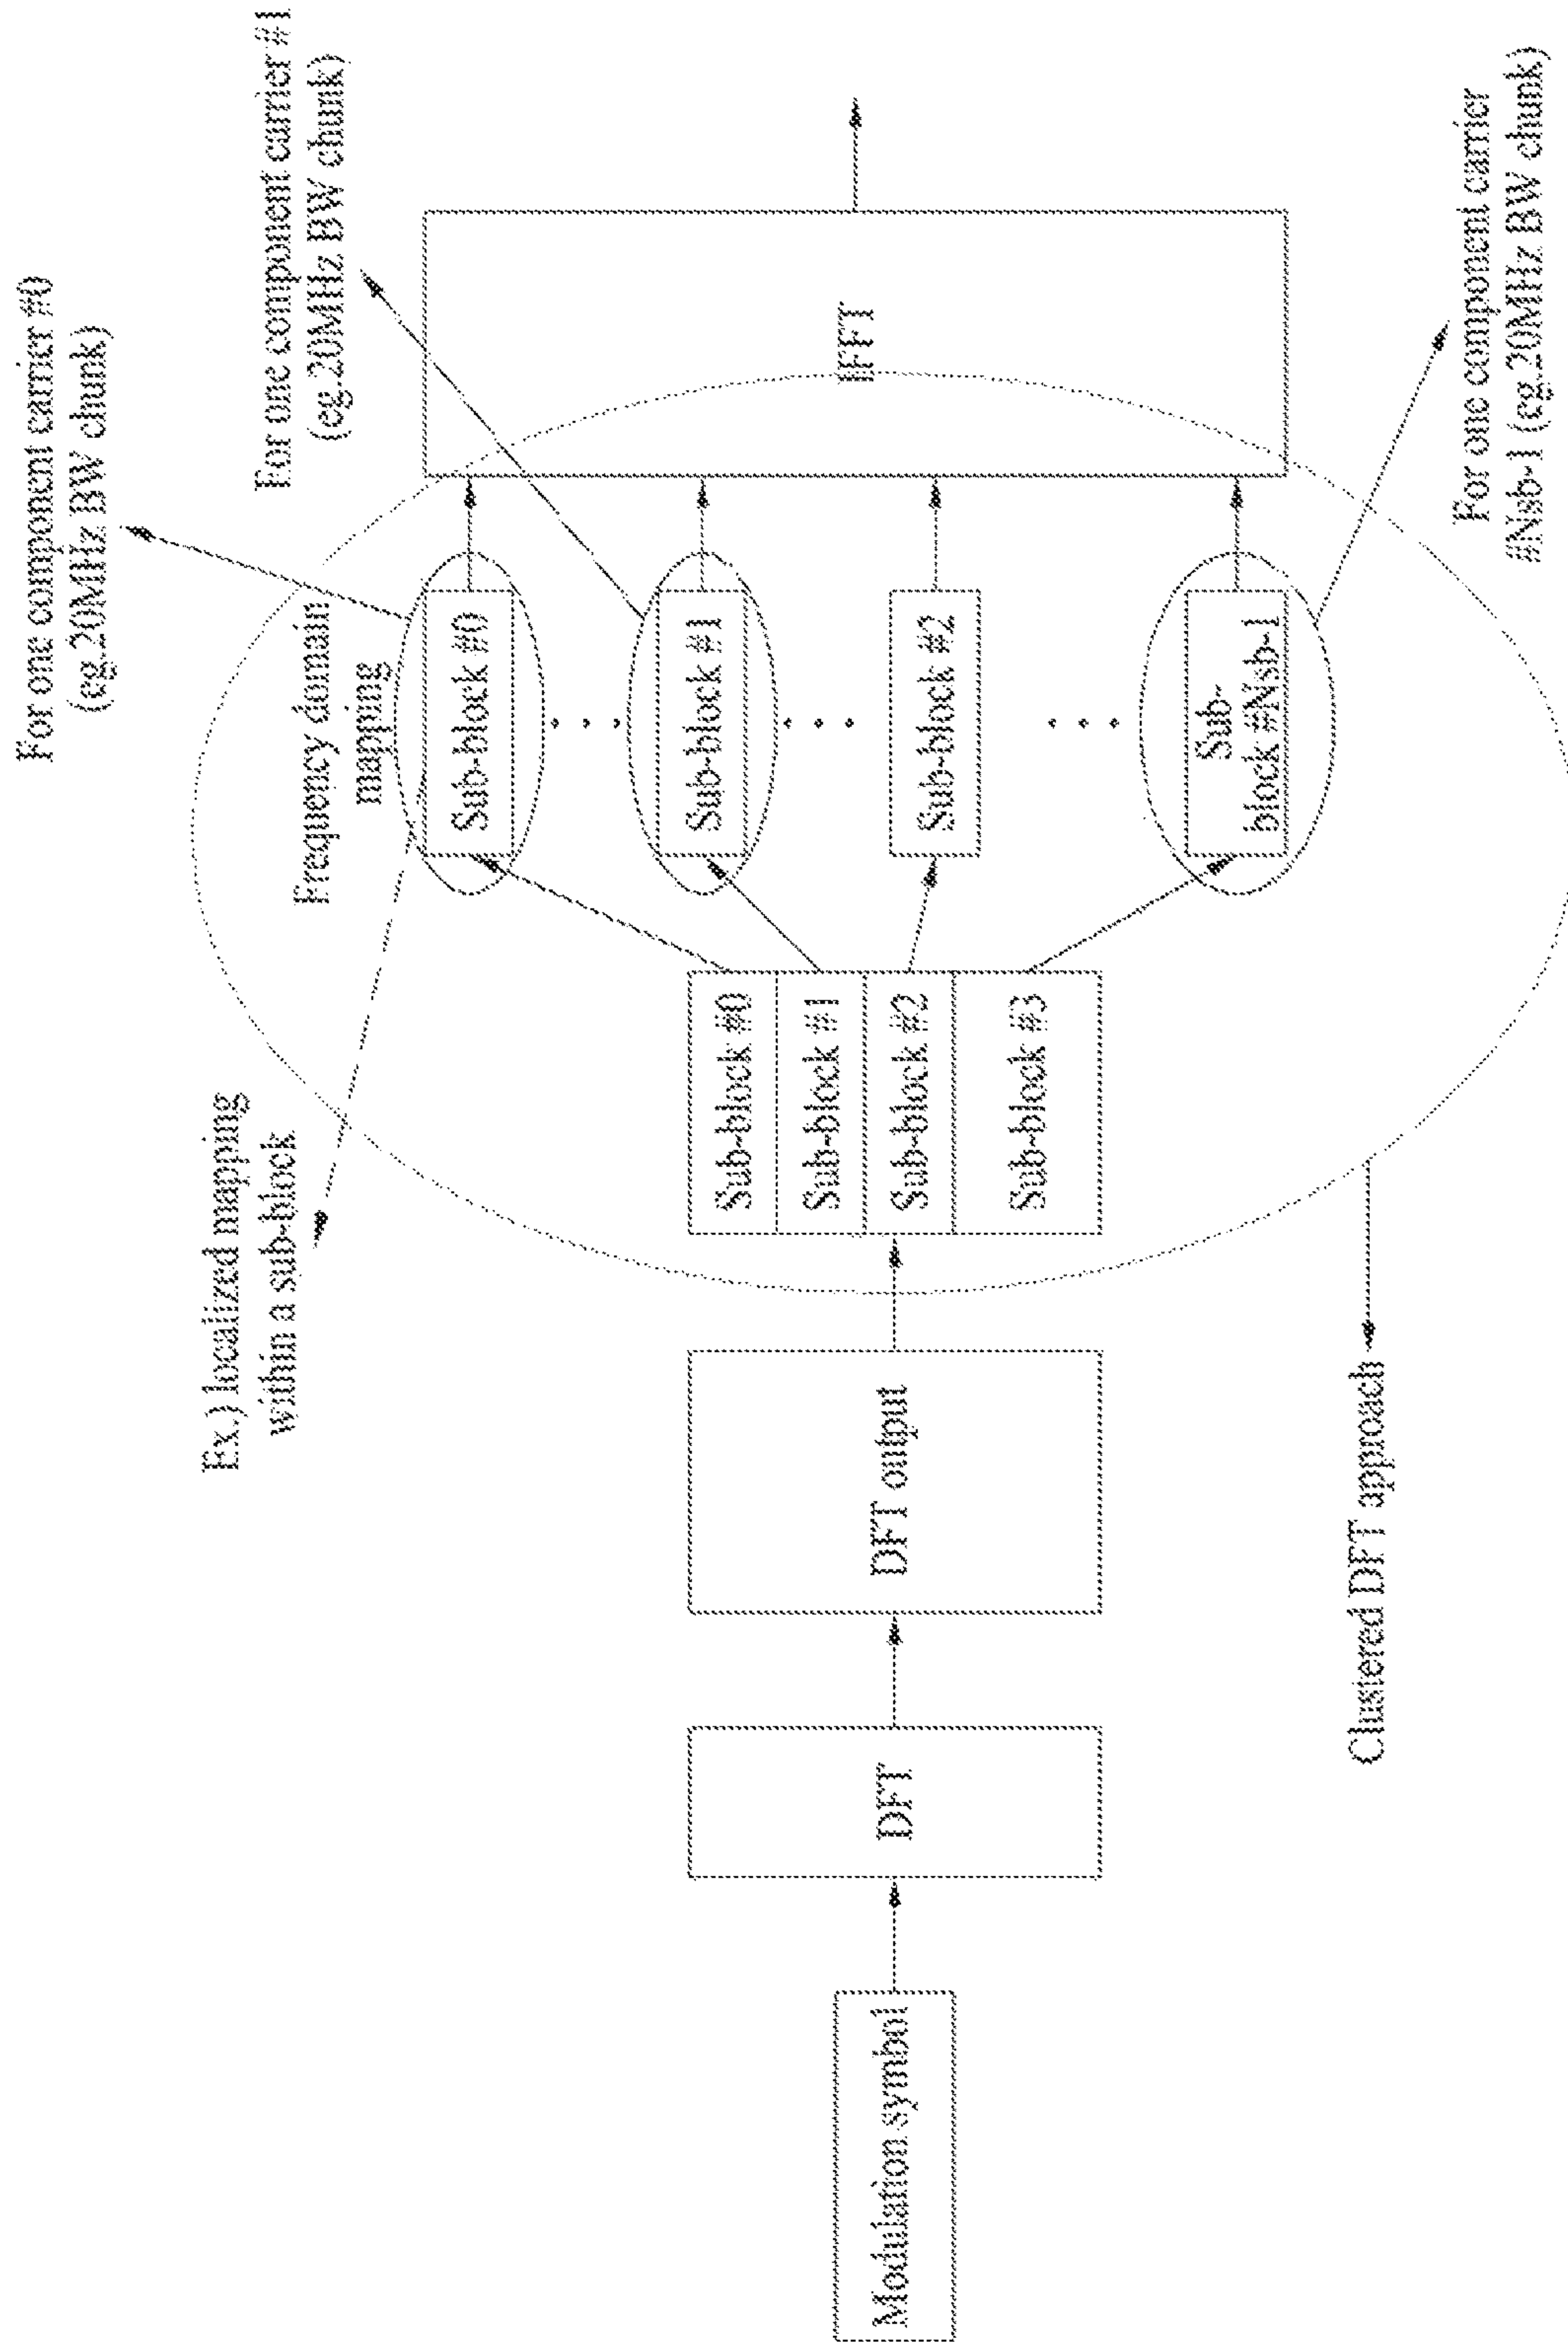 For one component carrier #0
(eg.20MHz BW chunk)
For one component carrier #1
(eg.20MHz BW chunk)
Ex.) localized mapping
within a sub-block
Frequency domain
mapping
Modulation symbol
DFT
DFT output
Sub-block #0
Sub-block #1
Sub-block #2
Sub-block #3
Sub-block #0
Sub-block #1
Sub-block #2
Sub-
block #Nsb-1
IFFT
Clustered DFT approach
For one component carrier
#Nsb-1 (eg.20MHz BW chunk)